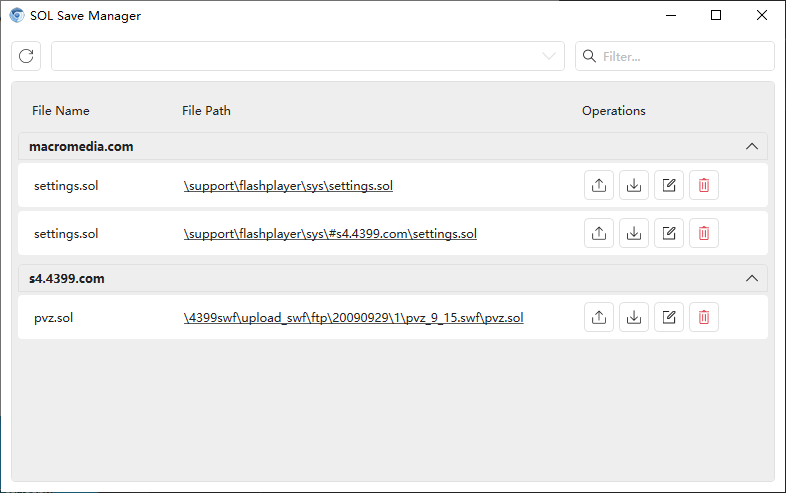 SOL Save Manager
Filter...
File Name File Path Operations
macromedia.com
settings.sol \support\flashplayer\sys\settings.sol
settings.sol \support\flashplayer\sys\#s4.4399.com\settings.sol
s4.4399.com
pvz.sol \4399swf\upload_swf\ftp\20090929\1\pvz_9_15.swf\pvz.sol